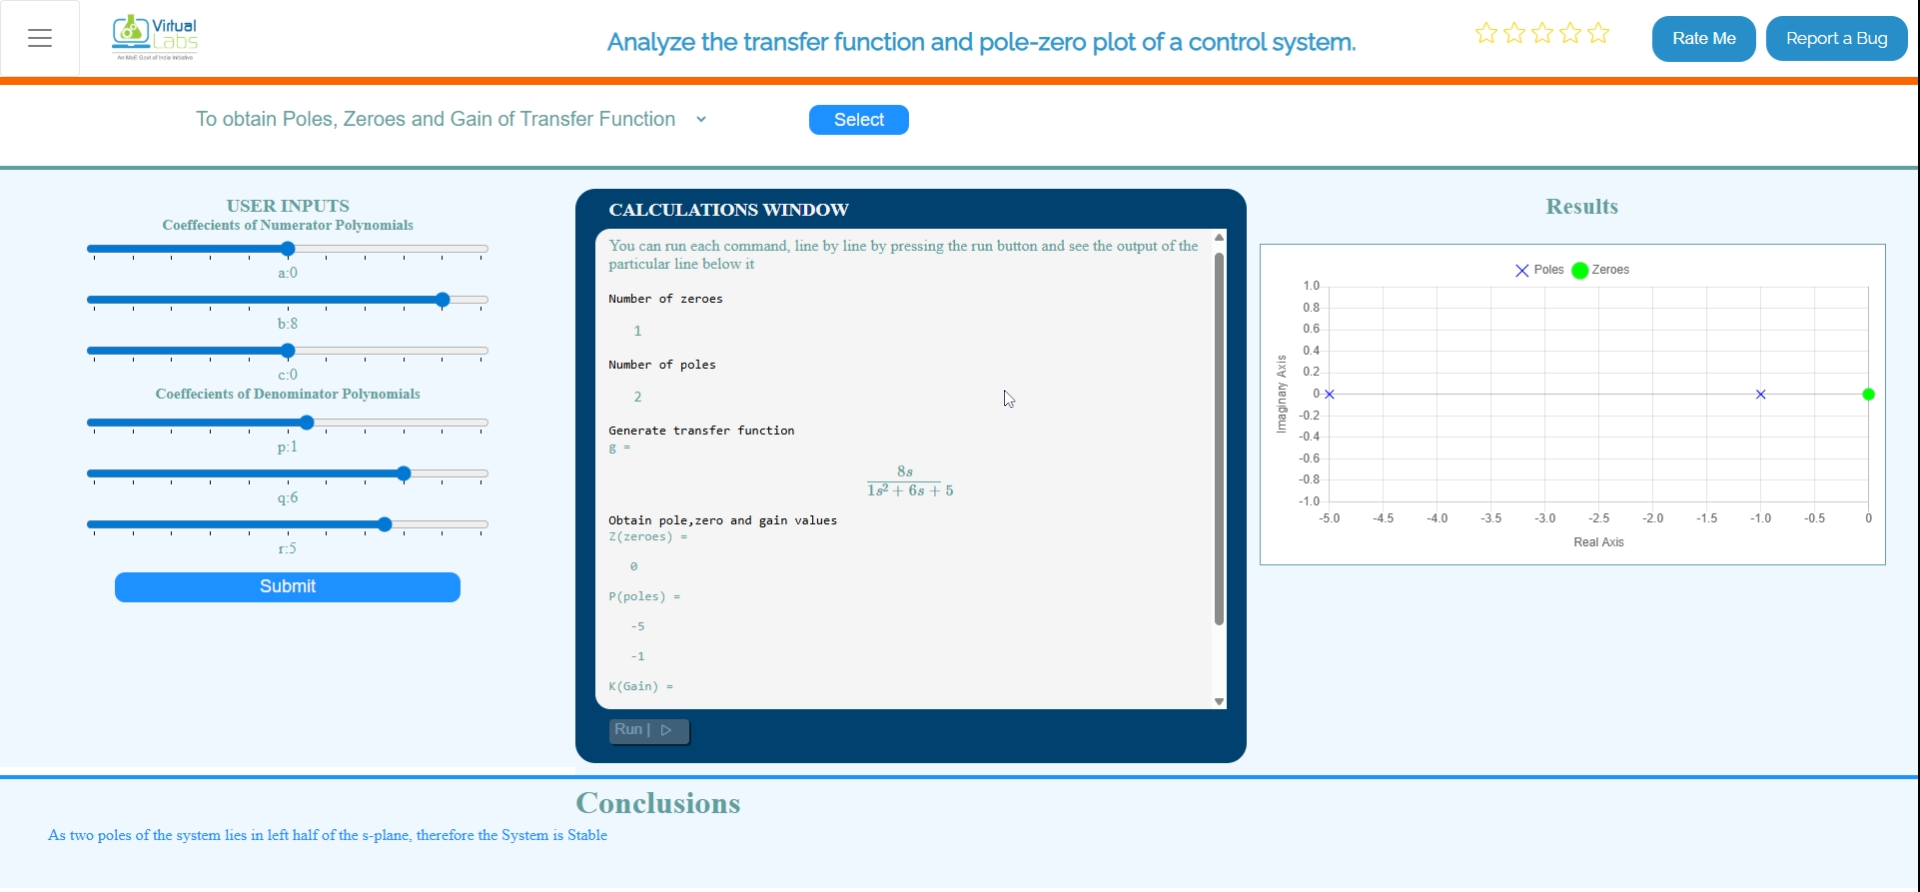 Virtual
Labs
An MoE Govt of India Initiative
Analyze the transfer function and pole-zero plot of a control system.
Rate Me
Report a Bug
To obtain Poles, Zeroes and Gain of Transfer Function
Select
USER INPUTS
Coeffecients of Numerator Polynomials
a:0
b:8
c:0
Coeffecients of Denominator Polynomials
p:1
q:6
r:5
Submit
CALCULATIONS WINDOW
You can run each command, line by line by pressing the run button and see the output of the
particular line below it
Number of zeroes
1
Number of poles
2
Generate transfer function
g =
8s
1s² + 6s + 5
Obtain pole,zero and gain values
Z(zeroes) =
0
P(poles) =
-5
-1
K(Gain) =
Run |
Results
Poles Zeroes
1.0
0.8
0.6
0.4
0.2
0
-0.2
-0.4
-0.6
-0.8
-1.0
Imaginary Axis
-5.0 -4.5 -4.0 -3.5 -3.0 -2.5 -2.0 -1.5 -1.0 -0.5 0
Real Axis
Conclusions
As two poles of the system lies in left half of the s-plane, therefore the System is Stable